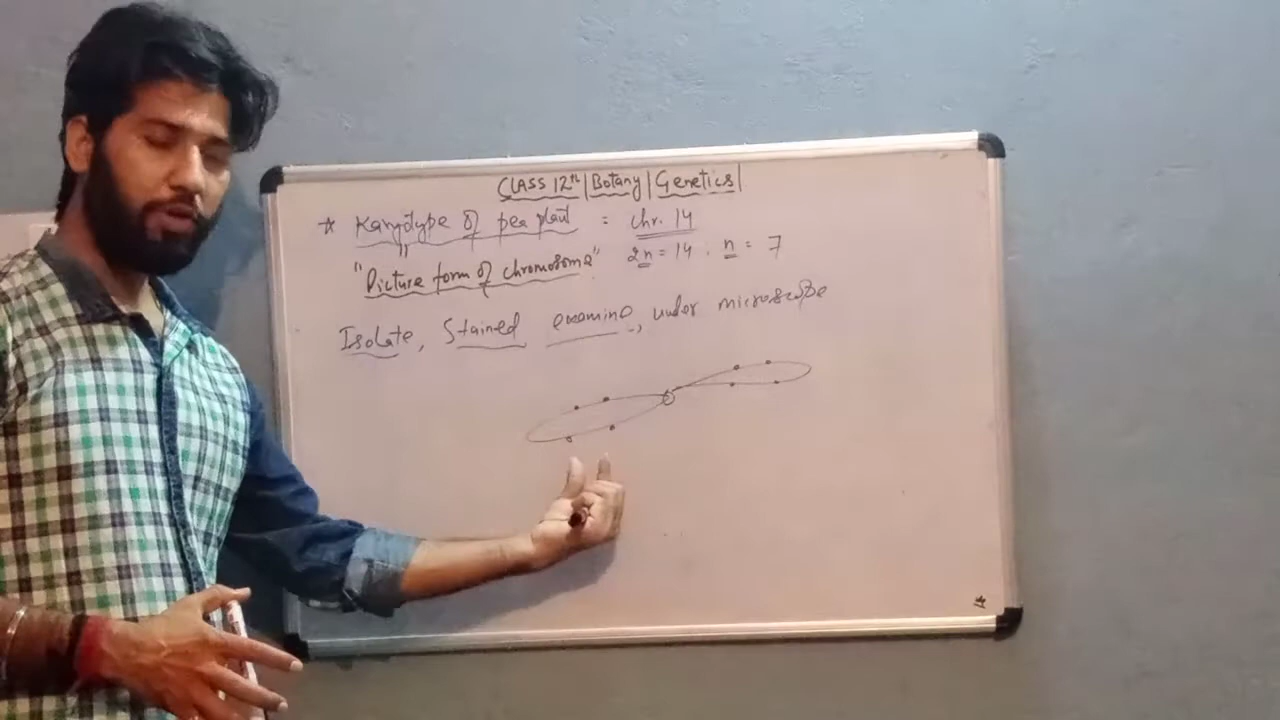 CLASS 12th | Botany | Genetics |
* Karyotype of pea plant = chr. 14
"Picture form of chromosome" 2n = 14 , n = 7
Isolate, Stained examine, under microscope